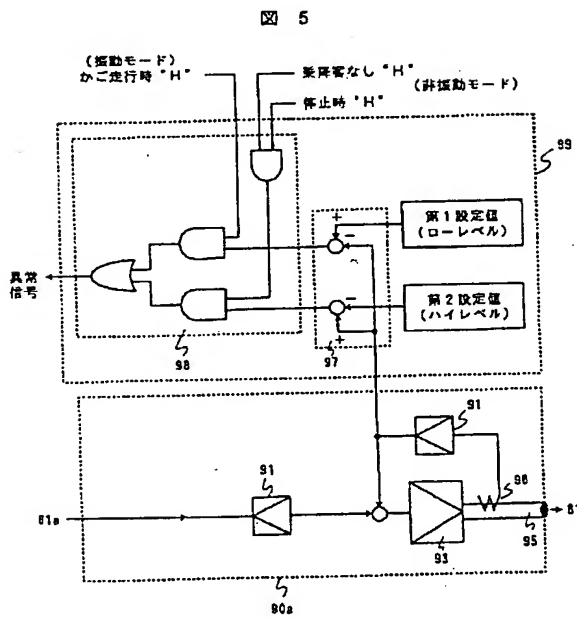 図 5
(振動モード)
かご走行時 "H"
乗降客なし "H"
(非振動モード)
停止時 "H"
99
+
-
第1設定値
(ローレベル)
異常
信号
-
第2設定値
(ハイレベル)
+
97
98
91
91
96
81a
81
95
93
90a